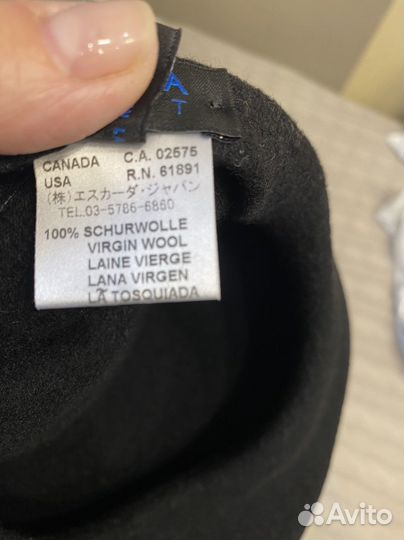 A
T
CANADA C.A. 02575
USA R.N. 61891
(株)エスカーダ・ジャパン
TEL.03-5786-6860
100% SCHURWOLLE
VIRGIN WOOL
LAINE VIERGE
LANA VIRGEN
LA TOSQUIADA
Avito